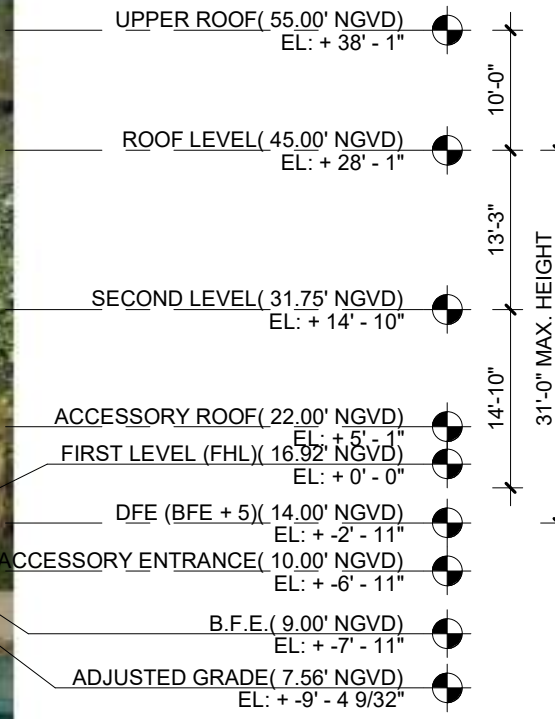 UPPER ROOF( 55.00' NGVD)
EL: + 38' - 1"
10'-0"
ROOF LEVEL( 45.00' NGVD)
EL: + 28' - 1"
13'-3"
31'-0" MAX. HEIGHT
SECOND LEVEL( 31.75' NGVD)
EL: + 14' - 10"
14'-10"
ACCESSORY ROOF( 22.00' NGVD)
EL: + 5' - 1"
FIRST LEVEL (FHL)( 16.92' NGVD)
EL: + 0' - 0"
DFE (BFE + 5)( 14.00' NGVD)
EL: + -2' - 11"
ACCESSORY ENTRANCE( 10.00' NGVD)
EL: + -6' - 11"
B.F.E.( 9.00' NGVD)
EL: + -7' - 11"
ADJUSTED GRADE( 7.56' NGVD)
EL: + -9' - 4 9/32"